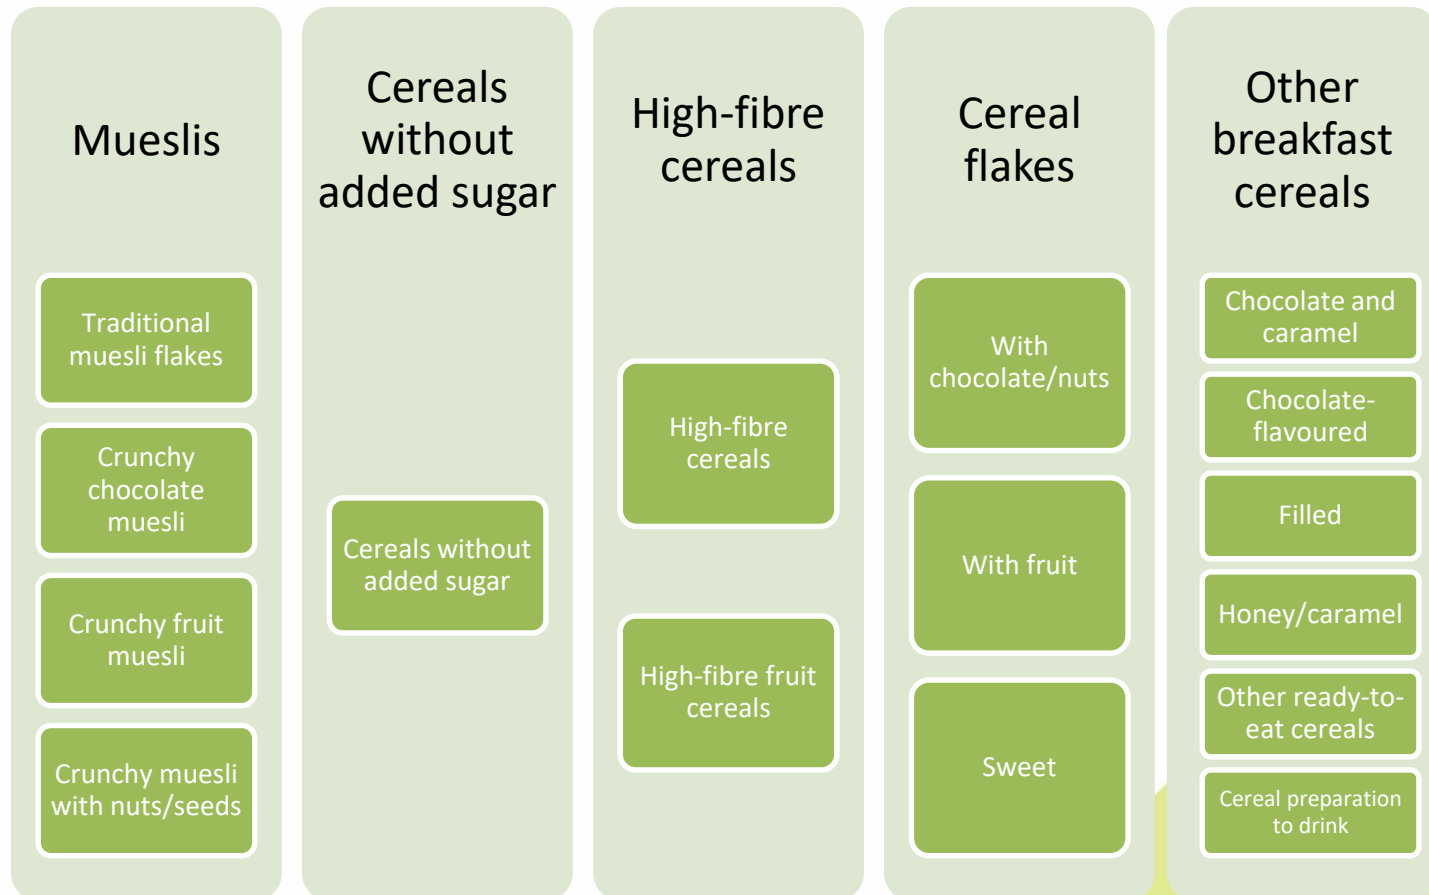 Mueslis
Traditional
muesli flakes
Crunchy
chocolate
muesli
Crunchy fruit
muesli
Crunchy muesli
with nuts/seeds
Cereals
without
added sugar
Cereals without
added sugar
High-fibre
cereals
High-fibre
cereals
High-fibre fruit
cereals
Cereal
flakes
With
chocolate/nuts
With fruit
Sweet
Other
breakfast
cereals
Chocolate and
caramel
Chocolate-
flavoured
Filled
Honey/caramel
Other ready-to-
eat cereals
Cereal preparation
to drink